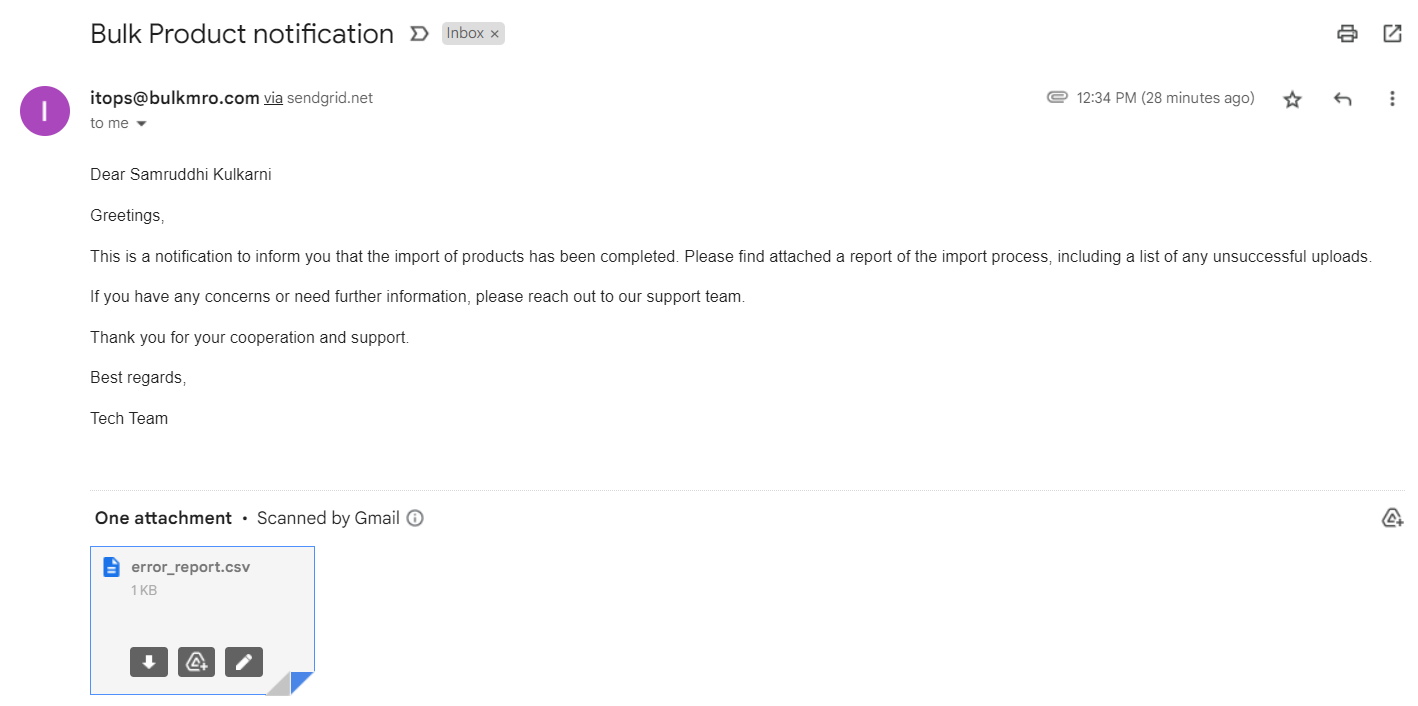 Bulk Product notification Inbox ×
itops@bulkmro.com via sendgrid.net 12:34 PM (28 minutes ago)
I
to me
Dear Samruddhi Kulkarni
Greetings,
This is a notification to inform you that the import of products has been completed. Please find attached a report of the import process, including a list of any unsuccessful uploads.
If you have any concerns or need further information, please reach out to our support team.
Thank you for your cooperation and support.
Best regards,
Tech Team
One attachment • Scanned by Gmail
error_report.csv
1 KB